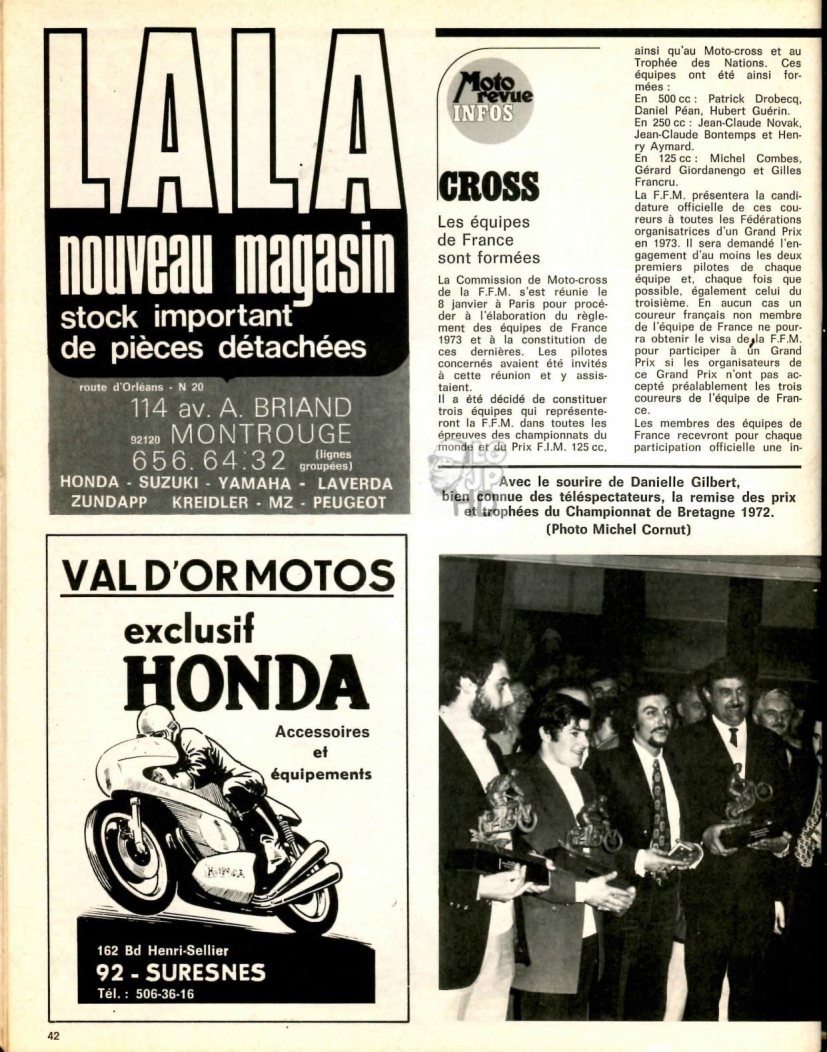 LALA
nouveau magasin
stock important
de pièces détachées
route d'Orléans - N 20
114 av. A. BRIAND
92120 MONTROUGE
656.64.32 (lignes groupées)
HONDA - SUZUKI - YAMAHA - LAVERDA
ZUNDAPP KREIDLER - MZ - PEUGEOT
VAL D'OR MOTOS
exclusif
HONDA
Accessoires
et
équipements
162 Bd Henri-Sellier
92 - SURESNES
Tél. : 506-36-16
Moto
revue
INFOS
CROSS
Les équipes
de France
sont formées
La Commission de Moto-cross
de la F.F.M. s'est réunie le
8 janvier à Paris pour procé-
der à l'élaboration du règle-
ment des équipes de France
1973 et à la constitution de
ces dernières. Les pilotes
concernés avaient été invités
à cette réunion et y assis-
taient.
Il a été décidé de constituer
trois équipes qui représente-
ront la F.F.M. dans toutes les
épreuves des championnats du
monde et du Prix F.I.M. 125 cc,
ainsi qu'au Moto-cross et au
Trophée des Nations. Ces
équipes ont été ainsi for-
mées :
En 500 cc : Patrick Drobecq,
Daniel Péan, Hubert Guérin.
En 250 cc : Jean-Claude Novak,
Jean-Claude Bontemps et Hen-
ry Aymard.
En 125 cc : Michel Combes,
Gérard Giordanengo et Gilles
Francru.
La F.F.M. présentera la candi-
dature officielle de ces cou-
reurs à toutes les Fédérations
organisatrices d'un Grand Prix
en 1973. Il sera demandé l'en-
gagement d'au moins les deux
premiers pilotes de chaque
équipe et, chaque fois que
possible, également celui du
troisième. En aucun cas un
coureur français non membre
de l'équipe de France ne pour-
ra obtenir le visa de la F.F.M.
pour participer à un Grand
Prix si les organisateurs de
ce Grand Prix n'ont pas ac-
cepté préalablement les trois
coureurs de l'équipe de Fran-
ce.
Les membres des équipes de
France recevront pour chaque
participation officielle une in-
Avec le sourire de Danielle Gilbert,
bien connue des téléspectateurs, la remise des prix
et trophées du Championnat de Bretagne 1972.
(Photo Michel Cornut)
42